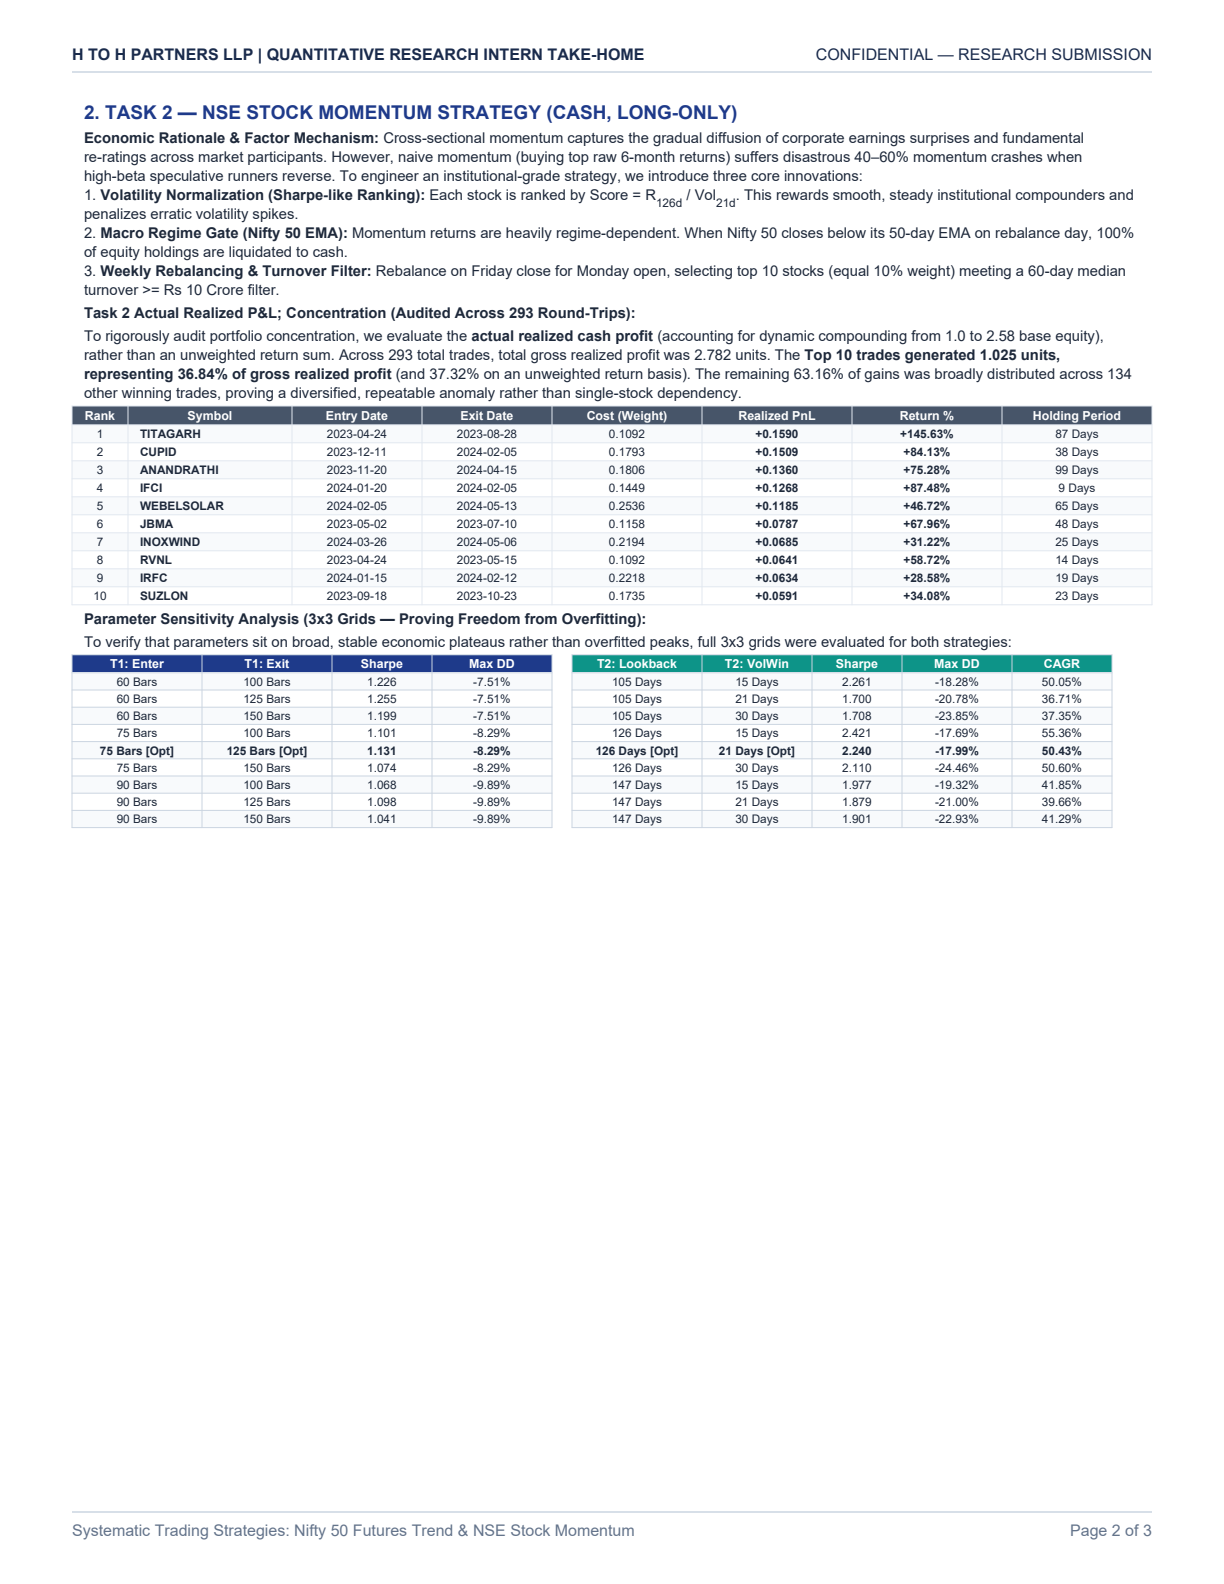 H TO H PARTNERS LLP | QUANTITATIVE RESEARCH INTERN TAKE-HOME CONFIDENTIAL — RESEARCH SUBMISSION
2. TASK 2 — NSE STOCK MOMENTUM STRATEGY (CASH, LONG-ONLY)
Economic Rationale & Factor Mechanism: Cross-sectional momentum captures the gradual diffusion of corporate earnings surprises and fundamental
re-ratings across market participants. However, naive momentum (buying top raw 6-month returns) suffers disastrous 40–60% momentum crashes when
high-beta speculative runners reverse. To engineer an institutional-grade strategy, we introduce three core innovations:
1. Volatility Normalization (Sharpe-like Ranking): Each stock is ranked by Score = R126d / Vol21d. This rewards smooth, steady institutional compounders and
penalizes erratic volatility spikes.
2. Macro Regime Gate (Nifty 50 EMA): Momentum returns are heavily regime-dependent. When Nifty 50 closes below its 50-day EMA on rebalance day, 100%
of equity holdings are liquidated to cash.
3. Weekly Rebalancing & Turnover Filter: Rebalance on Friday close for Monday open, selecting top 10 stocks (equal 10% weight) meeting a 60-day median
turnover >= Rs 10 Crore filter.
Task 2 Actual Realized P&L; Concentration (Audited Across 293 Round-Trips):
To rigorously audit portfolio concentration, we evaluate the actual realized cash profit (accounting for dynamic compounding from 1.0 to 2.58 base equity),
rather than an unweighted return sum. Across 293 total trades, total gross realized profit was 2.782 units. The Top 10 trades generated 1.025 units,
representing 36.84% of gross realized profit (and 37.32% on an unweighted return basis). The remaining 63.16% of gains was broadly distributed across 134
other winning trades, proving a diversified, repeatable anomaly rather than single-stock dependency.
Rank Symbol Entry Date Exit Date Cost (Weight) Realized PnL Return % Holding Period
1 TITAGARH 2023-04-24 2023-08-28 0.1092 +0.1590 +145.63% 87 Days
2 CUPID 2023-12-11 2024-02-05 0.1793 +0.1509 +84.13% 38 Days
3 ANANDRATHI 2023-11-20 2024-04-15 0.1806 +0.1360 +75.28% 99 Days
4 IFCI 2024-01-20 2024-02-05 0.1449 +0.1268 +87.48% 9 Days
5 WEBELSOLAR 2024-02-05 2024-05-13 0.2536 +0.1185 +46.72% 65 Days
6 JBMA 2023-05-02 2023-07-10 0.1158 +0.0787 +67.96% 48 Days
7 INOXWIND 2024-03-26 2024-05-06 0.2194 +0.0685 +31.22% 25 Days
8 RVNL 2023-04-24 2023-05-15 0.1092 +0.0641 +58.72% 14 Days
9 IRFC 2024-01-15 2024-02-12 0.2218 +0.0634 +28.58% 19 Days
10 SUZLON 2023-09-18 2023-10-23 0.1735 +0.0591 +34.08% 23 Days
Parameter Sensitivity Analysis (3x3 Grids — Proving Freedom from Overfitting):
To verify that parameters sit on broad, stable economic plateaus rather than overfitted peaks, full 3x3 grids were evaluated for both strategies:
T1: Enter T1: Exit Sharpe Max DD T2: Lookback T2: VolWin Sharpe Max DD CAGR
60 Bars 100 Bars 1.226 -7.51% 105 Days 15 Days 2.261 -18.28% 50.05%
60 Bars 125 Bars 1.255 -7.51% 105 Days 21 Days 1.700 -20.78% 36.71%
60 Bars 150 Bars 1.199 -7.51% 105 Days 30 Days 1.708 -23.85% 37.35%
75 Bars 100 Bars 1.101 -8.29% 126 Days 15 Days 2.421 -17.69% 55.36%
75 Bars [Opt] 125 Bars [Opt] 1.131 -8.29% 126 Days [Opt] 21 Days [Opt] 2.240 -17.99% 50.43%
75 Bars 150 Bars 1.074 -8.29% 126 Days 30 Days 2.110 -24.46% 50.60%
90 Bars 100 Bars 1.068 -9.89% 147 Days 15 Days 1.977 -19.32% 41.85%
90 Bars 125 Bars 1.098 -9.89% 147 Days 21 Days 1.879 -21.00% 39.66%
90 Bars 150 Bars 1.041 -9.89% 147 Days 30 Days 1.901 -22.93% 41.29%
Systematic Trading Strategies: Nifty 50 Futures Trend & NSE Stock Momentum Page 2 of 3